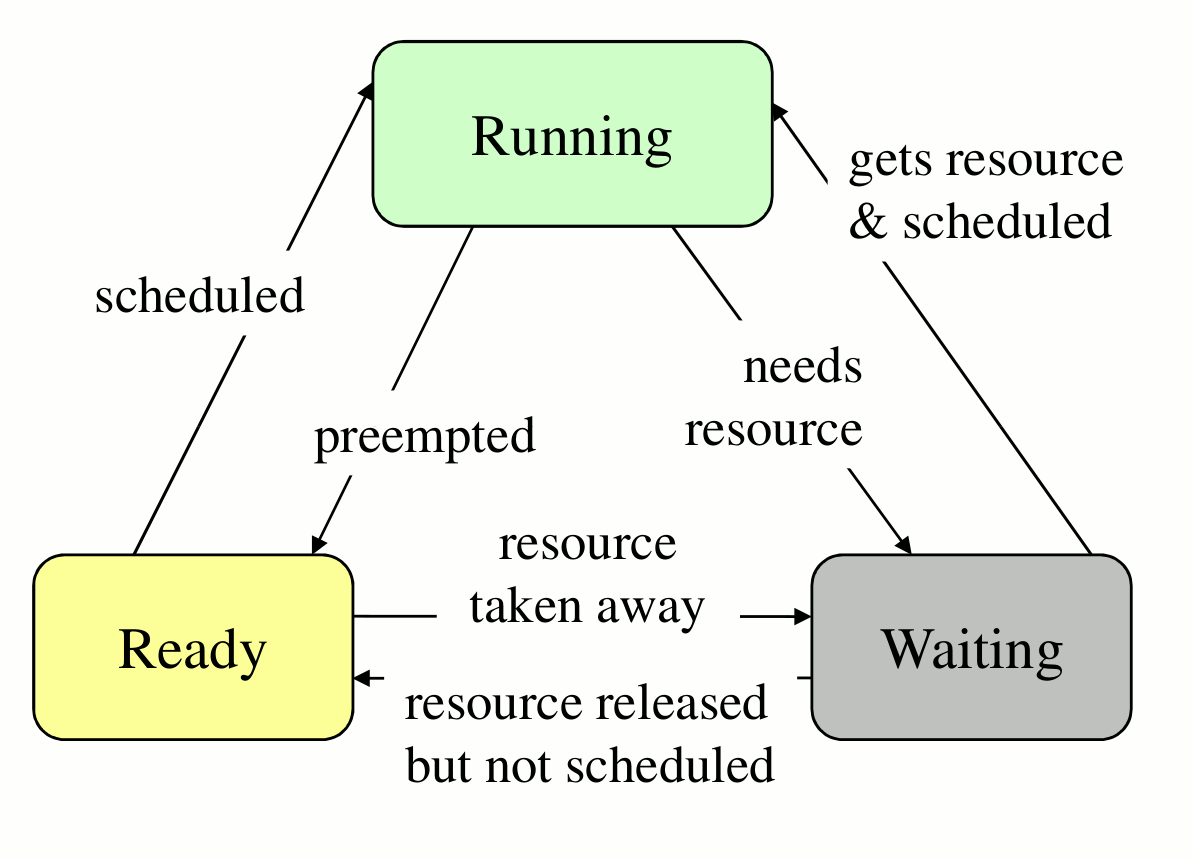 Running
gets resource
& scheduled
scheduled
needs
resource
preempted
resource
taken away
Ready
Waiting
resource released
but not scheduled